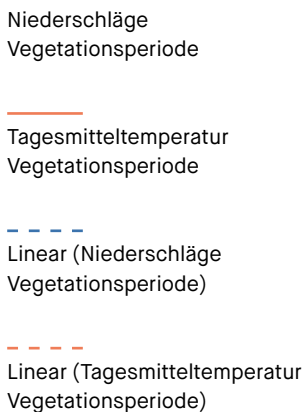 Niederschläge
Vegetationsperiode
Tagesmitteltemperatur
Vegetationsperiode
Linear (Niederschläge
Vegetationsperiode)
Linear (Tagesmitteltemperatur
Vegetationsperiode)